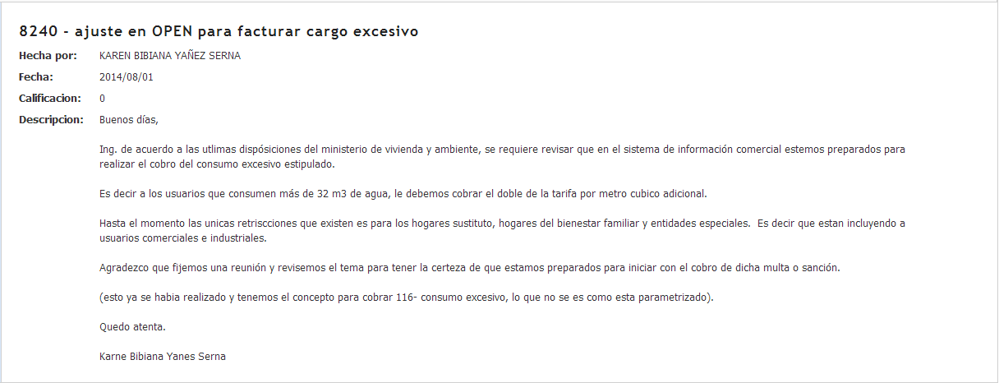 8240 - ajuste en OPEN para facturar cargo excesivo
Hecha por: KAREN BIBIANA YAÑEZ SERNA
Fecha: 2014/08/01
Calificacion: 0
Descripcion: Buenos días,
Ing. de acuerdo a las utlimas dispósiciones del ministerio de vivienda y ambiente, se requiere revisar que en el sistema de información comercial estemos preparados para
realizar el cobro del consumo excesivo estipulado.
Es decir a los usuarios que consumen más de 32 m3 de agua, le debemos cobrar el doble de la tarifa por metro cubico adicional.
Hasta el momento las unicas retriscciones que existen es para los hogares sustituto, hogares del bienestar familiar y entidades especiales. Es decir que estan incluyendo a
usuarios comerciales e industriales.
Agradezco que fijemos una reunión y revisemos el tema para tener la certeza de que estamos preparados para iniciar con el cobro de dicha multa o sanción.
(esto ya se habia realizado y tenemos el concepto para cobrar 116- consumo excesivo, lo que no se es como esta parametrizado).
Quedo atenta.
Karne Bibiana Yanes Serna